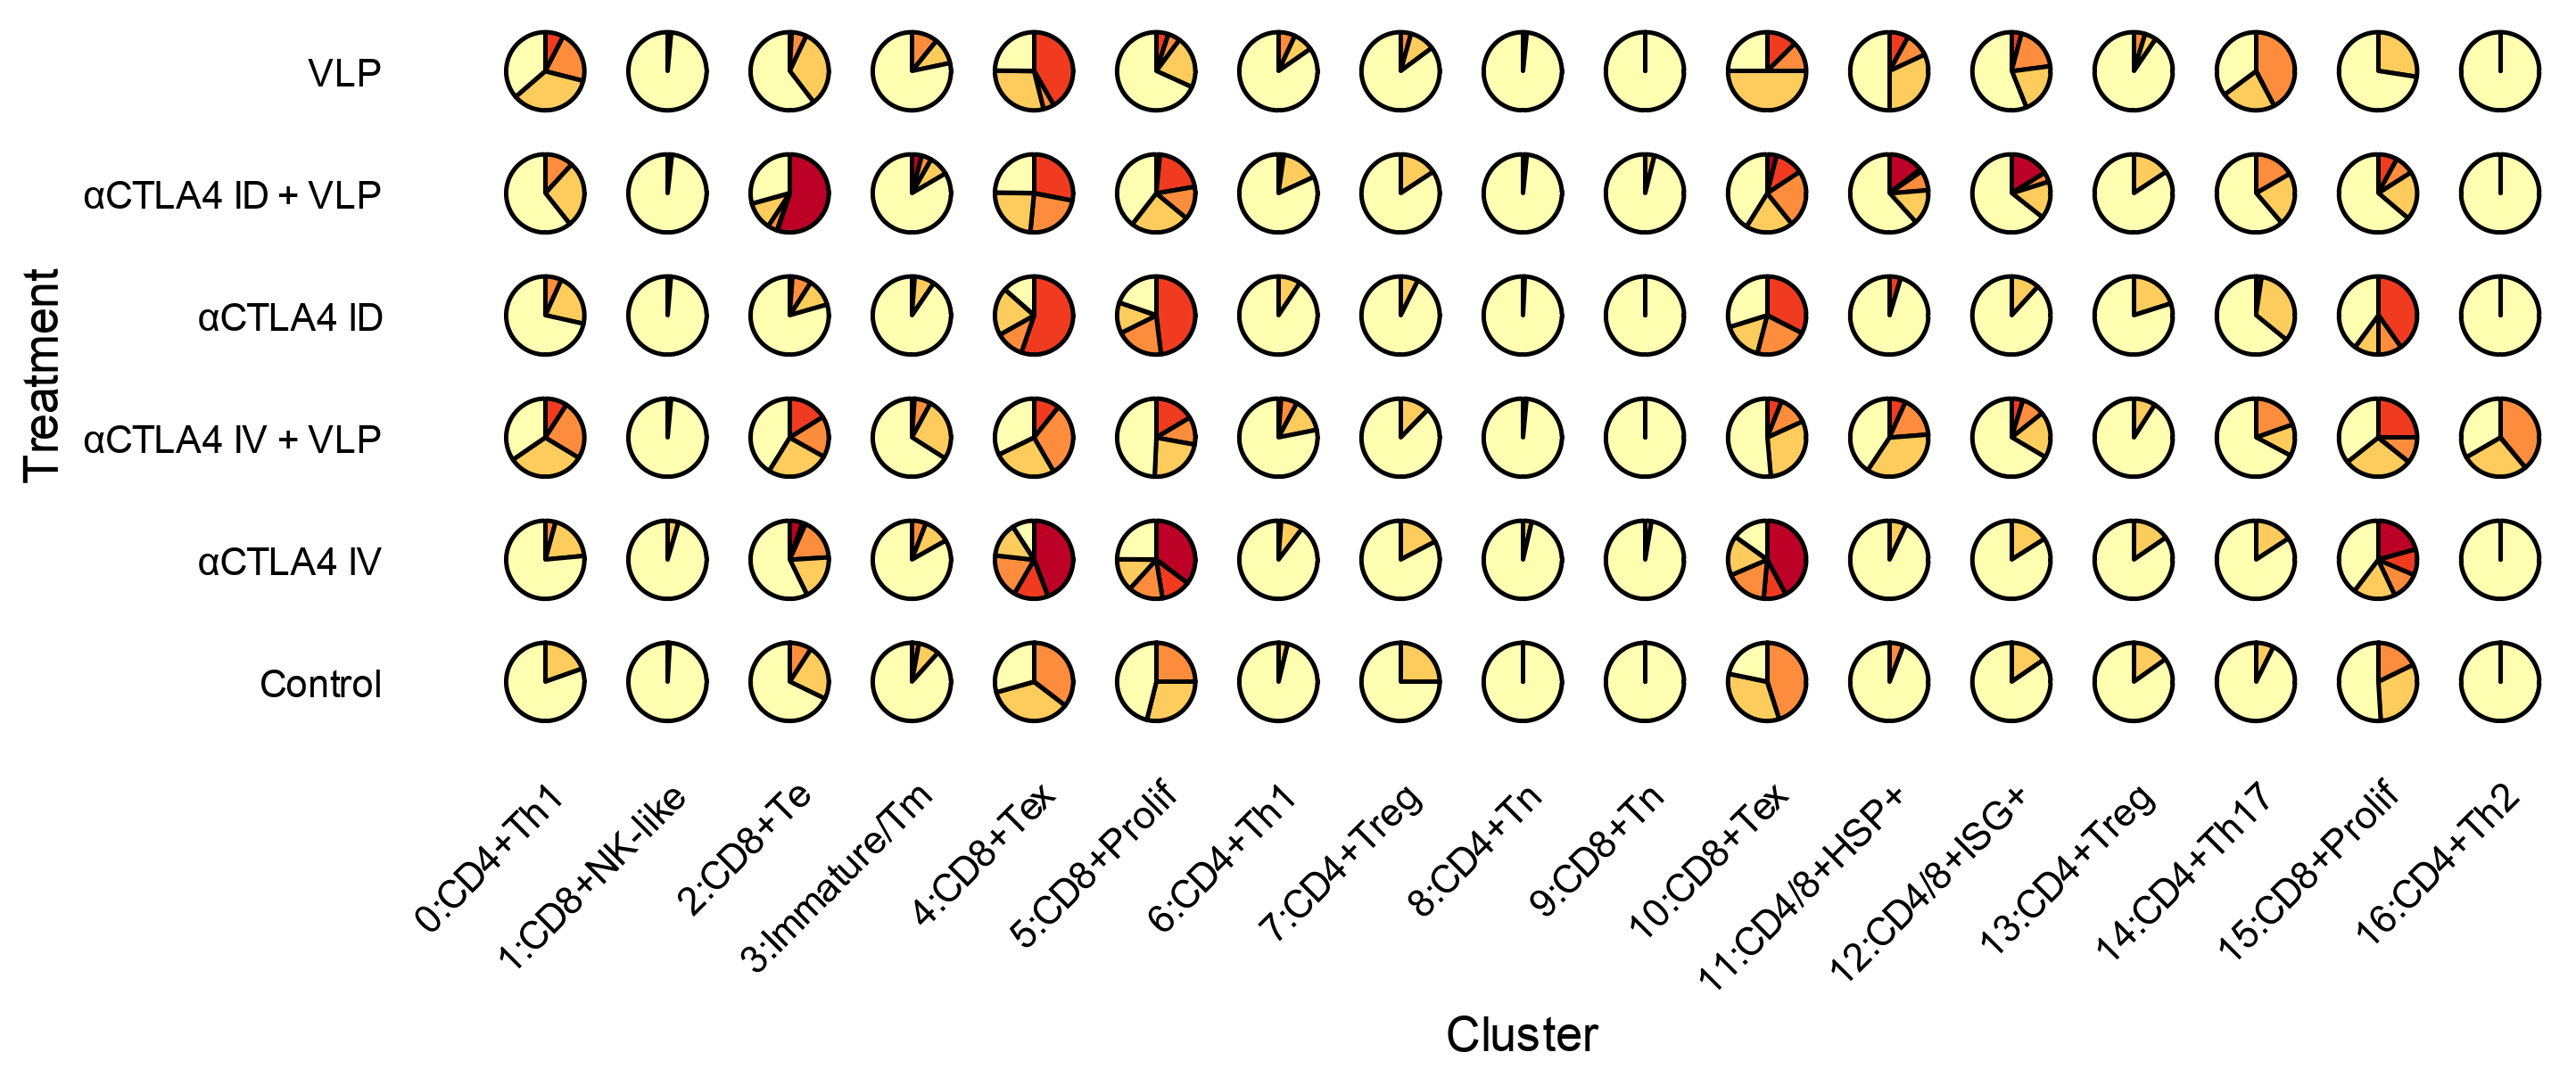 Treatment
VLP
αCTLA4 ID + VLP
αCTLA4 ID
αCTLA4 IV + VLP
αCTLA4 IV
Control
0:CD4+Th1
1:CD8+NK-like
2:CD8+Te
3:Immature/Tm
4:CD8+Tex
5:CD8+Prolif
6:CD4+Th1
7:CD4+Treg
8:CD4+Tn
9:CD8+Tn
10:CD8+Tex
11:CD4/8+HSP+
12:CD4/8+ISG+
13:CD4+Treg
14:CD4+Th17
15:CD8+Prolif
16:CD4+Th2
Cluster